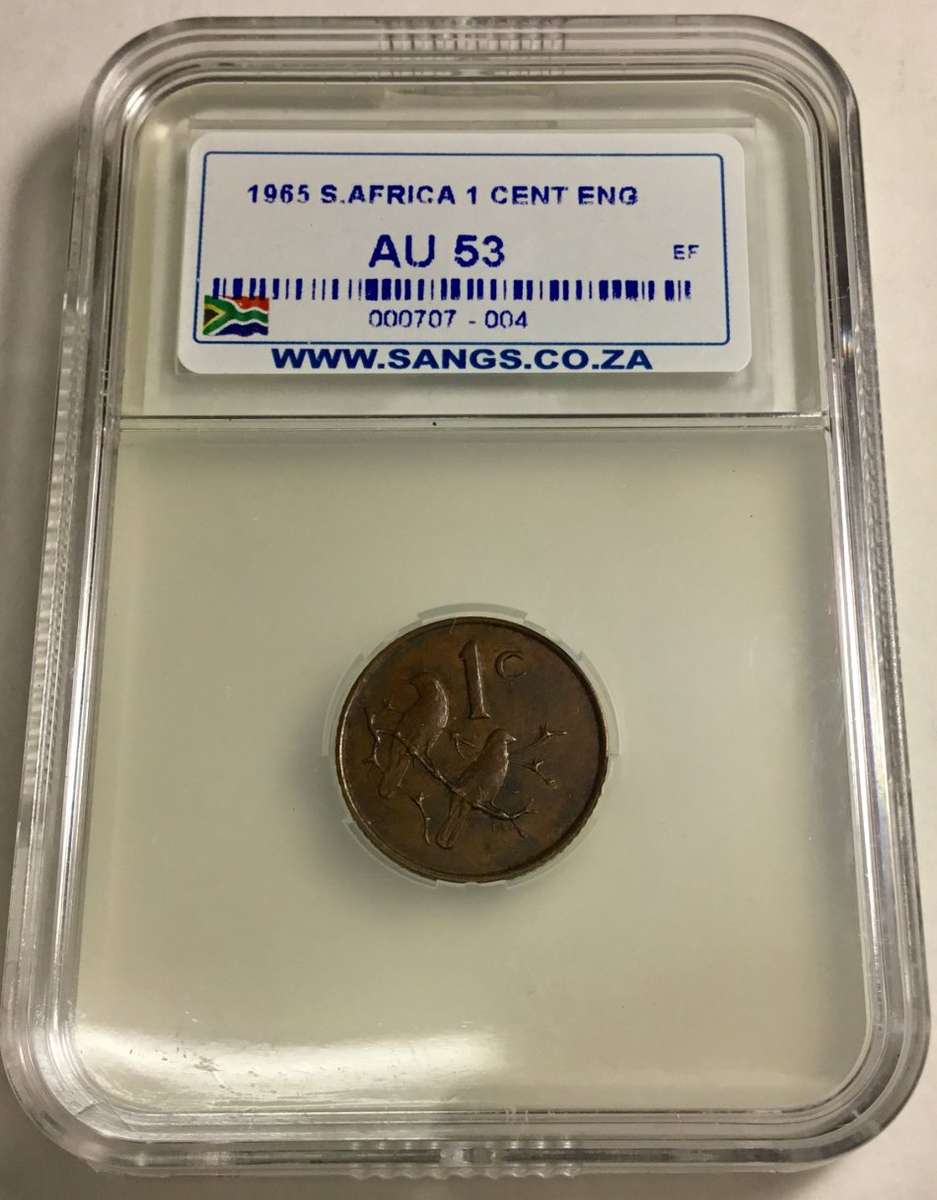 1965 S.AFRICA 1 CENT ENG
AU 53
EF
000707 - 004
WWW.SANGS.CO.ZA
1c